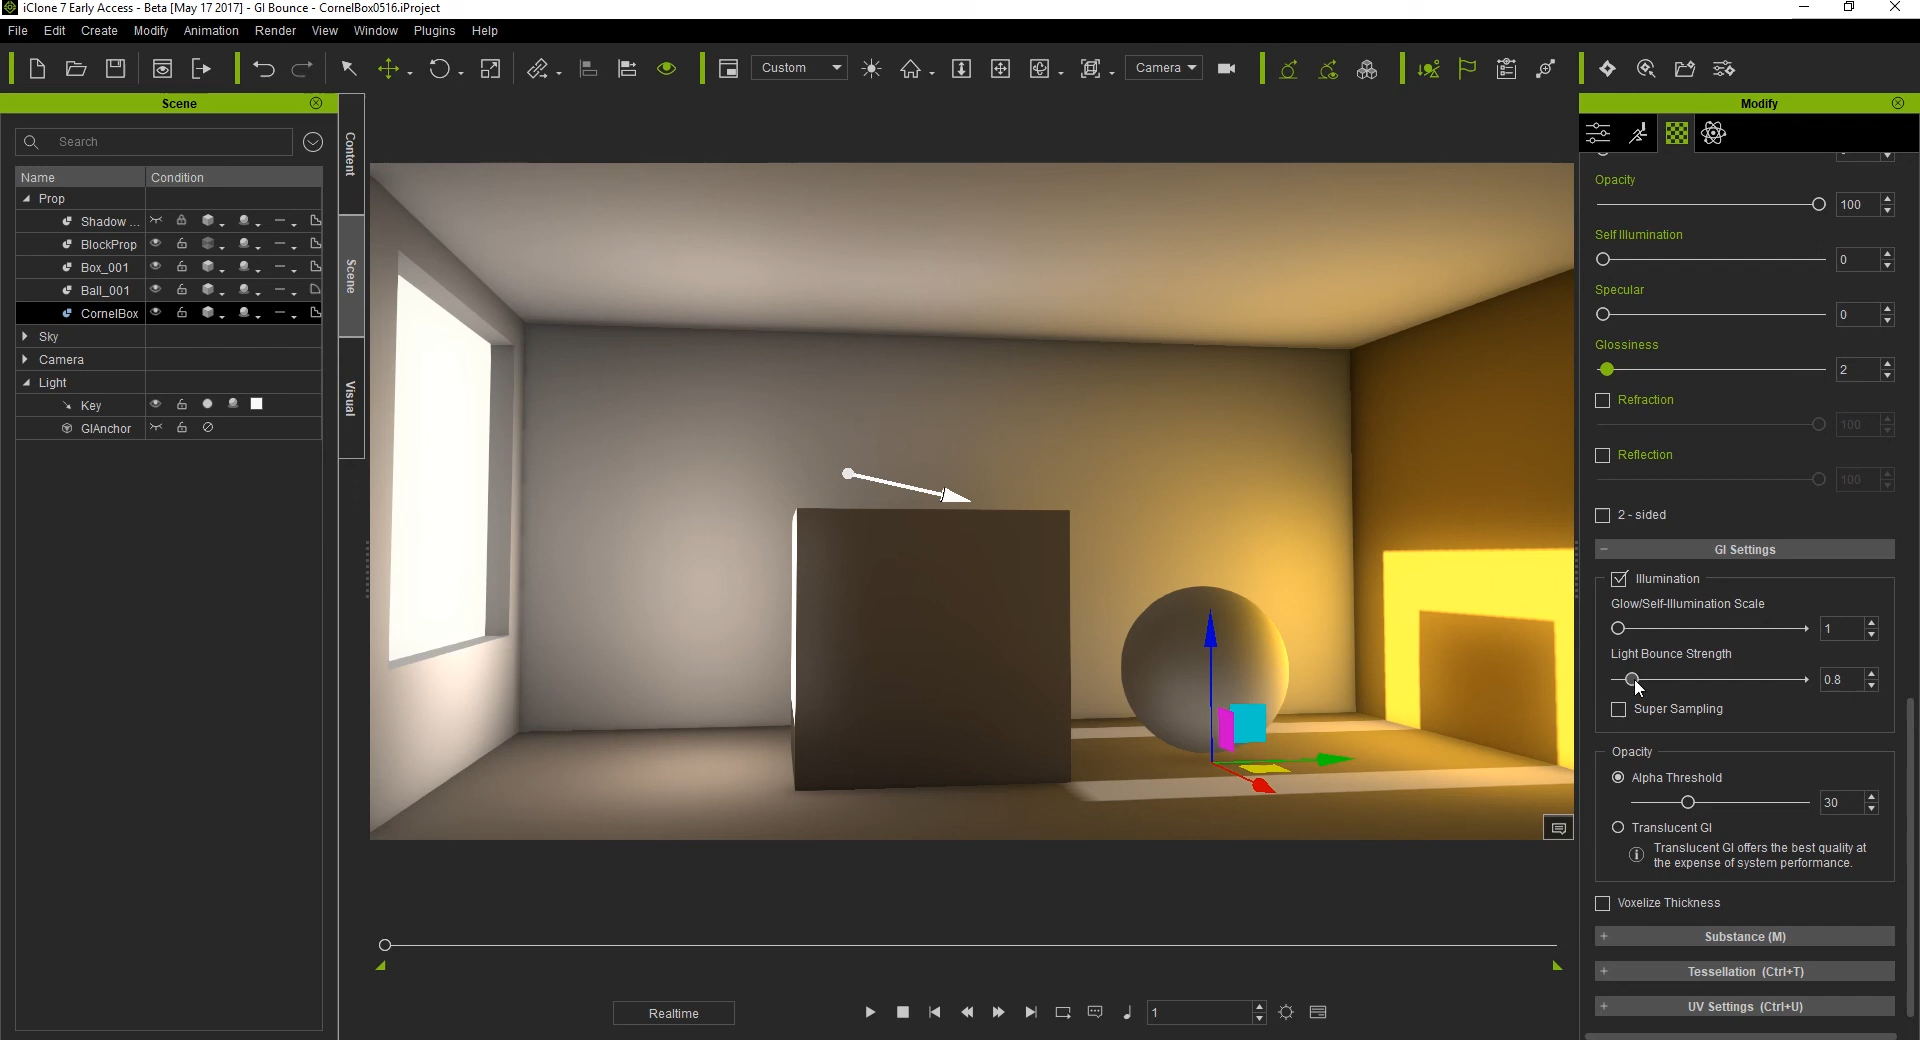 iClone 7 Early Access - Beta [May 17 2017] - GI Bounce - CornelBox0516.iProject
File Edit Create Modify Animation Render View Window Plugins Help
Custom Camera
Scene
Search
Name Condition
Prop
Shadow ...
BlockProp
Box_001
Ball_001
CornelBox
Sky
Camera
Light
Key
GIAnchor
Content
Scene
Visual
Realtime
1
Modify
Opacity
100
Self Illumination
0
Specular
0
Glossiness
2
Refraction
100
Reflection
100
2 - sided
GI Settings
Illumination
Glow/Self-Illumination Scale
1
Light Bounce Strength
0.8
Super Sampling
Opacity
Alpha Threshold
30
Translucent GI
Translucent GI offers the best quality at
the expense of system performance.
Voxelize Thickness
Substance (M)
Tessellation (Ctrl+T)
UV Settings (Ctrl+U)